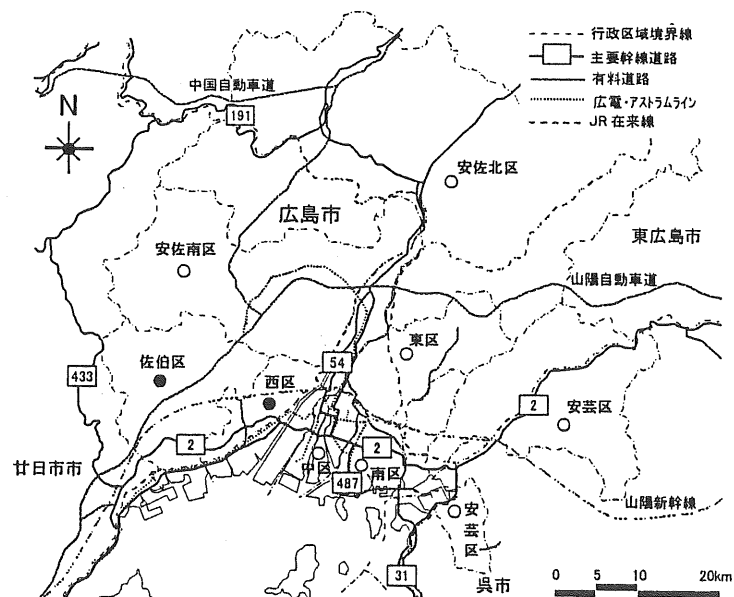 行政区域境界線
主要幹線道路
有料道路
広電・アストラムライン
JR在来線
中国自動車道
N
191
安佐北区
広島市
東広島市
安佐南区
山陽自動車道
東区
佐伯区
54
433
西区
2
安芸区
2
2
廿日市市
中区
南区
487
山陽新幹線
安芸区
31
呉市
0 5 10 20km